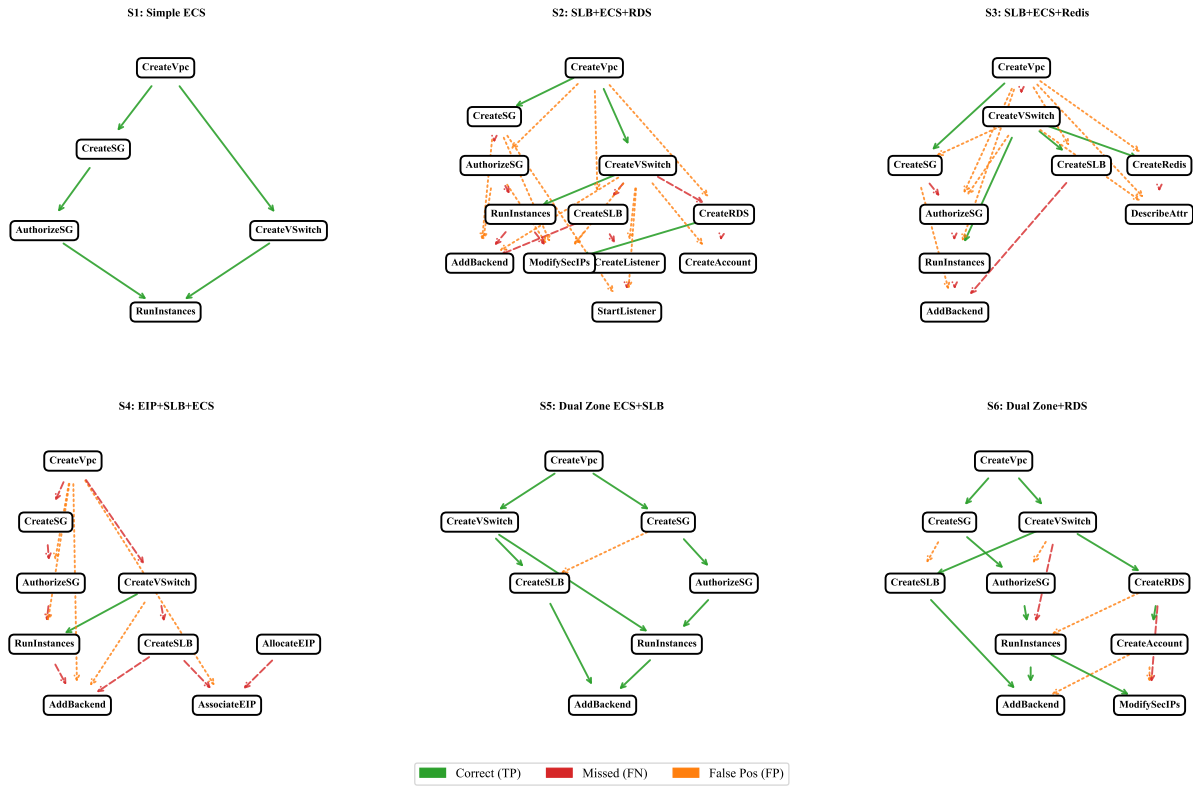 S1: Simple ECS
CreateVpc
CreateSG
AuthorizeSG
CreateVSwitch
RunInstances
S2: SLB+ECS+RDS
CreateVpc
CreateSG
AuthorizeSG
CreateVSwitch
RunInstances
CreateSLB
CreateRDS
AddBackend
ModifySecIPs
CreateListener
CreateAccount
StartListener
S3: SLB+ECS+Redis
CreateVpc
CreateVSwitch
CreateSG
CreateSLB
CreateRedis
AuthorizeSG
DescribeAttr
RunInstances
AddBackend
S4: EIP+SLB+ECS
CreateVpc
CreateSG
AuthorizeSG
CreateVSwitch
RunInstances
CreateSLB
AllocateEIP
AddBackend
AssociateEIP
S5: Dual Zone ECS+SLB
CreateVpc
CreateVSwitch
CreateSG
CreateSLB
AuthorizeSG
RunInstances
AddBackend
S6: Dual Zone+RDS
CreateVpc
CreateSG
CreateVSwitch
CreateSLB
AuthorizeSG
CreateRDS
RunInstances
CreateAccount
AddBackend
ModifySecIPs
Correct (TP)
Missed (FN)
False Pos (FP)